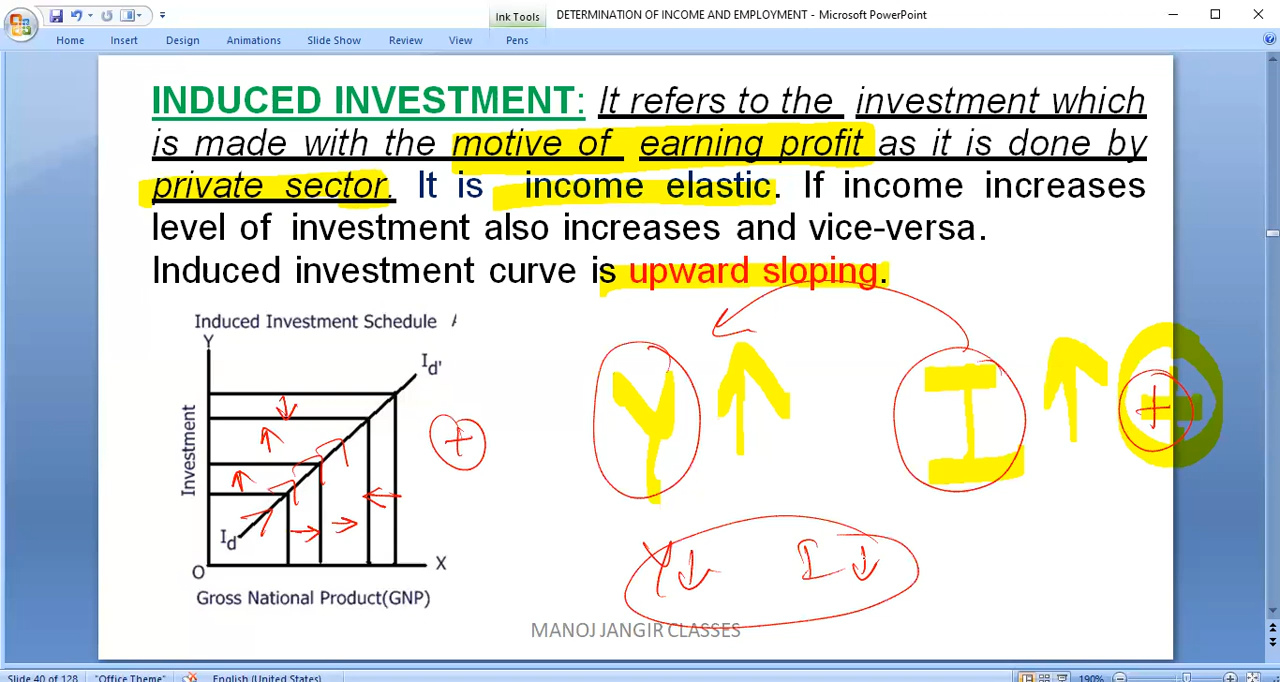 Ink Tools
DETERMINATION OF INCOME AND EMPLOYMENT - Microsoft PowerPoint
Home Insert Design Animations Slide Show Review View Pens
INDUCED INVESTMENT: It refers to the investment which
is made with the motive of earning profit as it is done by
private sector. It is income elastic. If income increases
level of investment also increases and vice-versa.
Induced investment curve is upward sloping.
Induced Investment Schedule
Y
Id'
Investment
Id
O
X
Gross National Product(GNP)
Y ↑ I ↑ +
+
Y↓ I↓
MANOJ JANGIR CLASSES
Slide 40 of 128 "Office Theme" English (United States) 190%